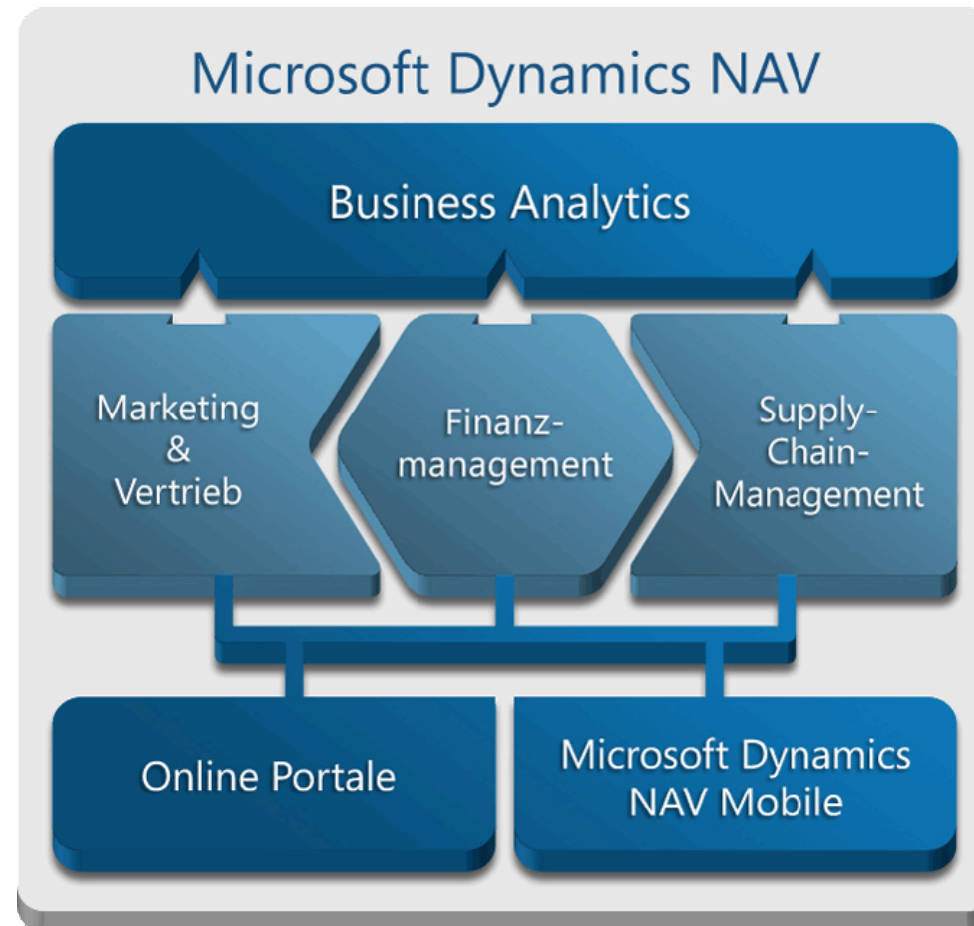 Microsoft Dynamics NAV
Business Analytics
Marketing
&
Vertrieb
Finanz-
management
Supply-
Chain-
Management
Online Portale
Microsoft Dynamics
NAV Mobile